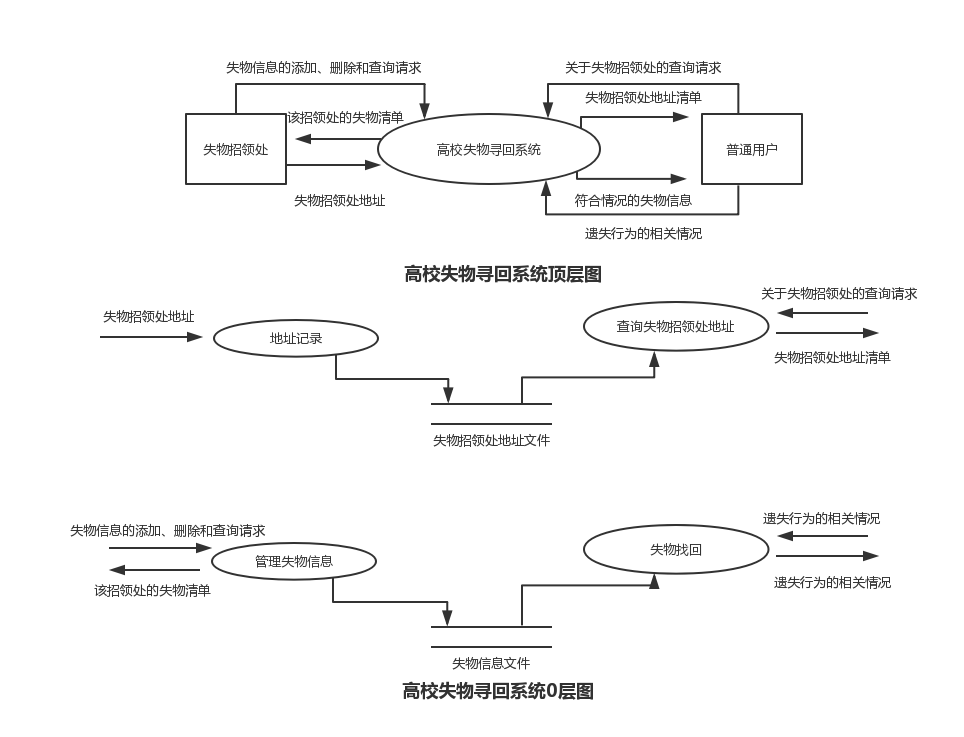 失物信息的添加、删除和查询请求
关于失物招领处的查询请求
失物招领处地址清单
该招领处的失物清单
失物招领处
高校失物寻回系统
普通用户
失物招领处地址
符合情况的失物信息
遗失行为的相关情况
高校失物寻回系统顶层图
关于失物招领处的查询请求
失物招领处地址
地址记录
查询失物招领处地址
失物招领处地址清单
失物招领处地址文件
遗失行为的相关情况
失物信息的添加、删除和查询请求
失物找回
管理失物信息
遗失行为的相关情况
该招领处的失物清单
失物信息文件
高校失物寻回系统0层图